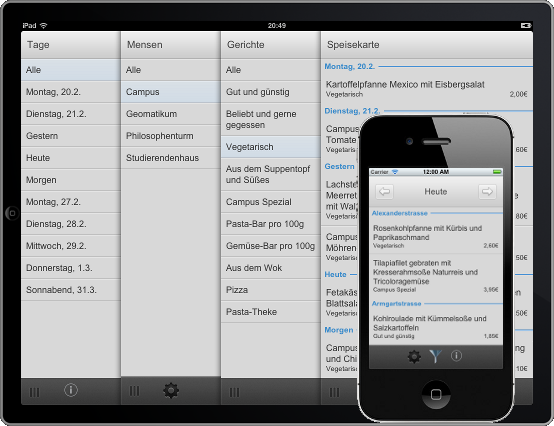 iPad
20:49
Tage
Alle
Montag, 20.2.
Dienstag, 21.2.
Gestern
Heute
Morgen
Montag, 27.2.
Dienstag, 28.2.
Mittwoch, 29.2.
Donnerstag, 1.3.
Sonnabend, 31.3.
Mensen
Alle
Campus
Geomatikum
Philosophenturm
Studierendenhaus
Gerichte
Alle
Gut und günstig
Beliebt und gerne
gegessen
Vegetarisch
Aus dem Suppentopf
und Süßes
Campus Spezial
Pasta-Bar pro 100g
Gemüse-Bar pro 100g
Aus dem Wok
Pizza
Pasta-Theke
Speisekarte
Montag, 20.2.
Kartoffelpfanne Mexico mit Eisbergsalat
Vegetarisch 2,00€
Dienstag, 21.2.
Campus
Tomate
Vegetaris 60€
Gestern
Lachste
Meerret
mit Wal
Vegetaris 80€
Campus
Möhren
Vegetaris 60€
Heute
Fetakäs
Blattsala
Vegetaris 50€
Morgen
Campus
und Chi
Vegetaris 10€
Carrier
12:00 AM
Heute
Alexanderstrasse
Rosenkohlpfanne mit Kürbis und
Paprikaschmand
Vegetarisch 2,60€
Tilapiafilet gebraten mit
Kresserahmsoße Naturreis und
Tricoloragemüse
Campus Spezial 3,95€
Armgartstrasse
Kohlroulade mit Kümmelsoße und
Salzkartoffeln
Gut und günstig 1,85€